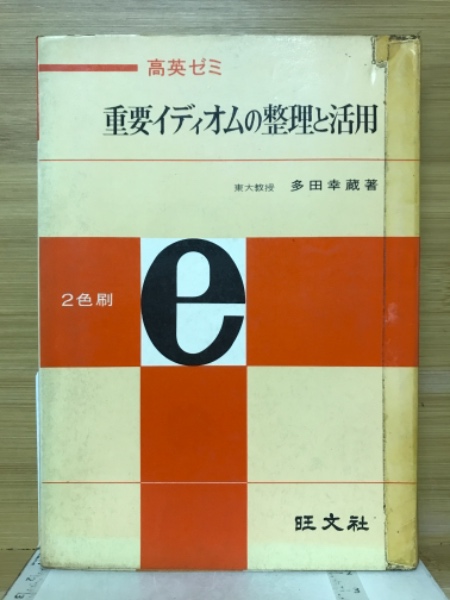 高英ゼミ
重要イディオムの整理と活用
東大教授 多田幸蔵著
2色刷
e
旺文社